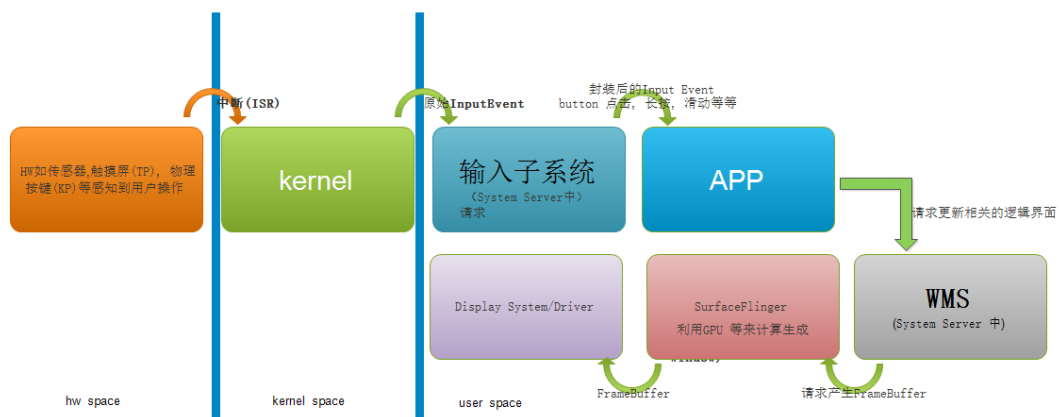 中断(ISR)
原始InputEvent
封装后的Input Event
button 点击, 长按, 滑动等等
HW如传感器,触摸屏(TP), 物理
按键(KP)等感知到用户操作
kernel
输入子系统
(System Server中)
请求
APP
请求更新相关的逻辑界面
Display System/Driver
SurfaceFlinger
利用GPU 等来计算生成
WMS
(System Server 中)
FrameBuffer
请求产生FrameBuffer
hw space
kernel space
user space